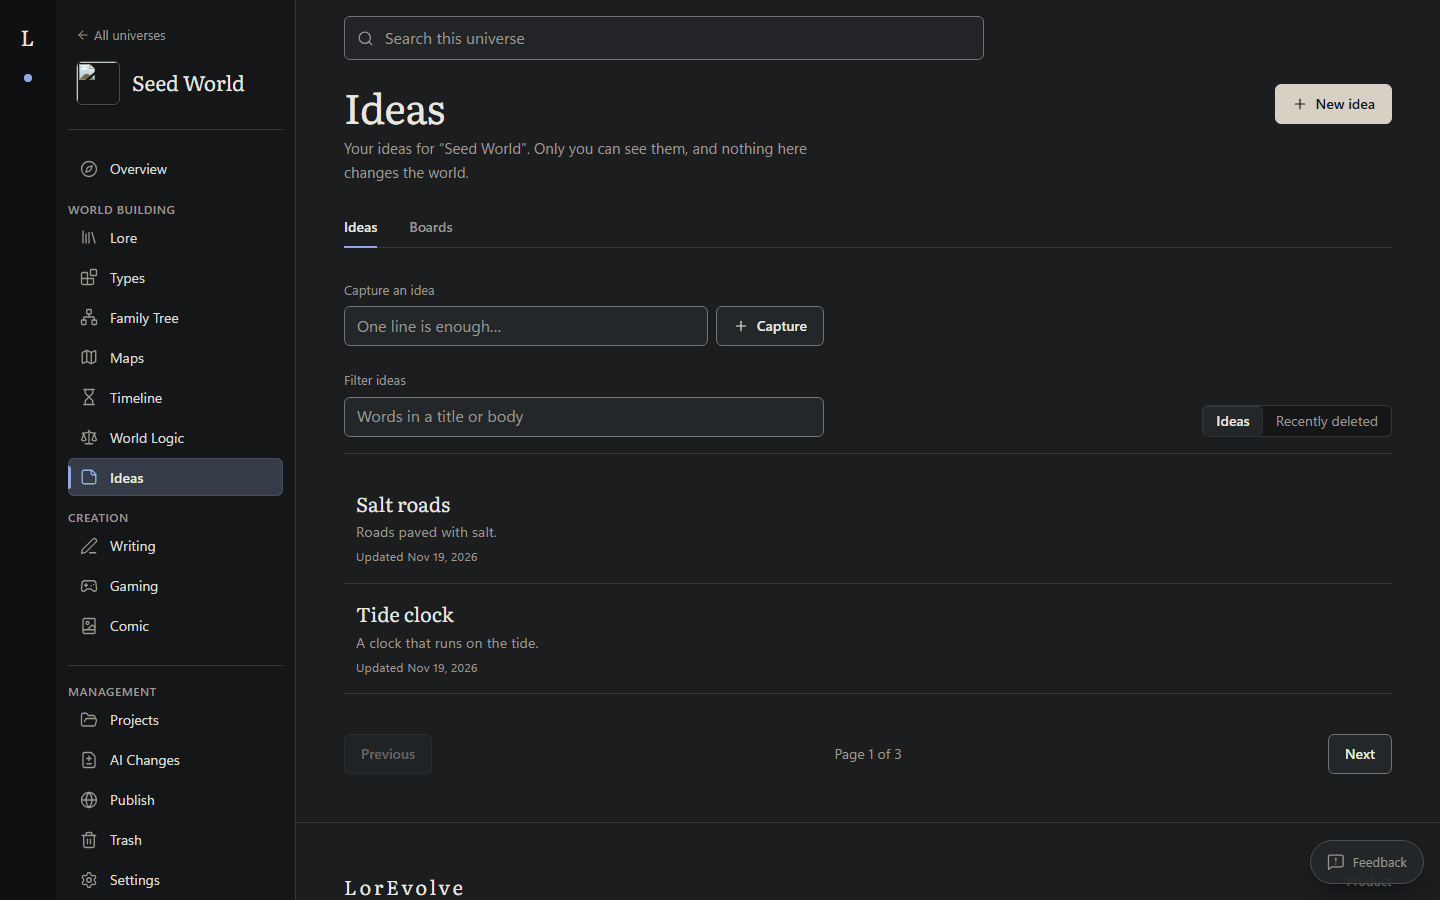 L
All universes
Seed World
Overview
WORLD BUILDING
Lore
Types
Family Tree
Maps
Timeline
World Logic
Ideas
CREATION
Writing
Gaming
Comic
MANAGEMENT
Projects
AI Changes
Publish
Trash
Settings
Search this universe
Ideas
New idea
Your ideas for “Seed World”. Only you can see them, and nothing here
changes the world.
Ideas
Boards
Capture an idea
One line is enough...
Capture
Filter ideas
Words in a title or body
Ideas
Recently deleted
Salt roads
Roads paved with salt.
Updated Nov 19, 2026
Tide clock
A clock that runs on the tide.
Updated Nov 19, 2026
Previous
Page 1 of 3
Next
LorEvolve
Feedback
Product